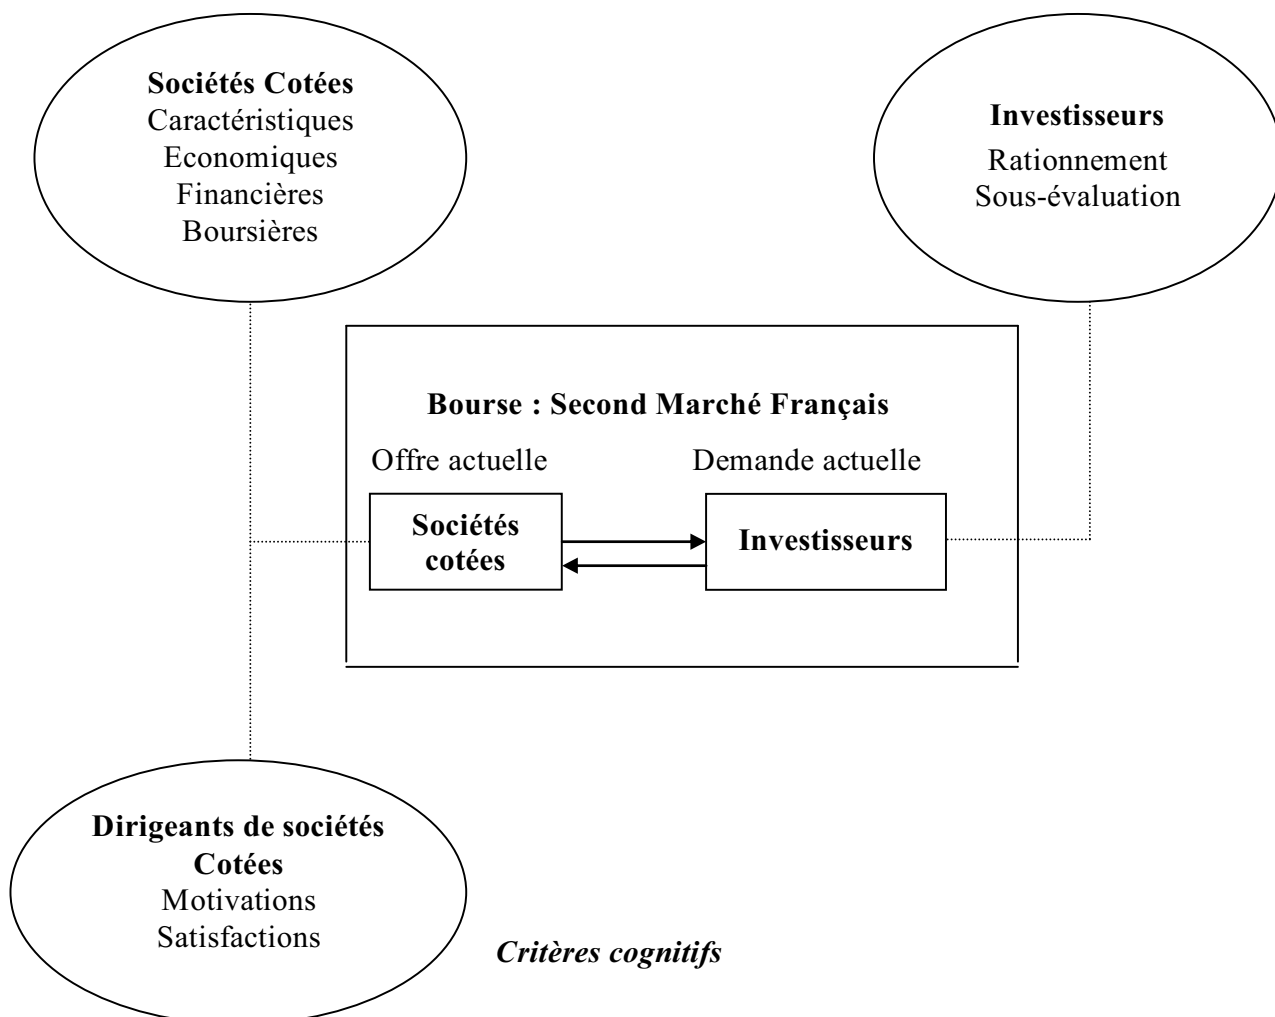 Sociétés Cotées
Caractéristiques
Economiques
Financières
Boursières
Investisseurs
Rationnement
Sous-évaluation
Bourse : Second Marché Français
Offre actuelle
Demande actuelle
Sociétés
cotées
Investisseurs
Dirigeants de sociétés
Cotées
Motivations
Satisfactions
Critères cognitifs